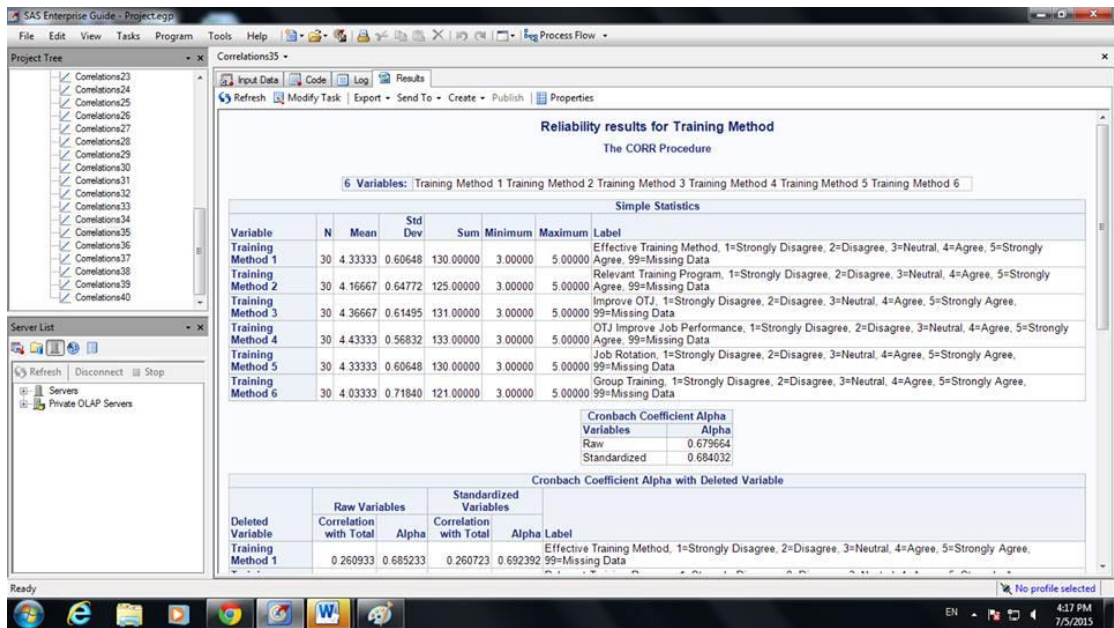 SAS Enterprise Guide - Project.egp
File Edit View Tasks Program Tools Help Process Flow
Project Tree
Correlations23
Correlations24
Correlations25
Correlations26
Correlations27
Correlations28
Correlations29
Correlations30
Correlations31
Correlations32
Correlations33
Correlations34
Correlations35
Correlations36
Correlations37
Correlations38
Correlations39
Correlations40
Server List
Refresh Disconnect Stop
Servers
Private OLAP Servers
Correlations35
Input Data Code Log Results
Refresh Modify Task Export Send To Create Publish Properties
Reliability results for Training Method
The CORR Procedure
6 Variables: Training Method 1 Training Method 2 Training Method 3 Training Method 4 Training Method 5 Training Method 6
Simple Statistics
Variable N Mean Std Dev Sum Minimum Maximum Label
Training Method 1 30 4.33333 0.60648 130.00000 3.00000 5.00000 Effective Training Method, 1=Strongly Disagree, 2=Disagree, 3=Neutral, 4=Agree, 5=Strongly Agree, 99=Missing Data
Training Method 2 30 4.16667 0.64772 125.00000 3.00000 5.00000 Relevant Training Program, 1=Strongly Disagree, 2=Disagree, 3=Neutral, 4=Agree, 5=Strongly Agree, 99=Missing Data
Training Method 3 30 4.36667 0.61495 131.00000 3.00000 5.00000 Improve OTJ, 1=Strongly Disagree, 2=Disagree, 3=Neutral, 4=Agree, 5=Strongly Agree, 99=Missing Data
Training Method 4 30 4.43333 0.56832 133.00000 3.00000 5.00000 OTJ Improve Job Performance, 1=Strongly Disagree, 2=Disagree, 3=Neutral, 4=Agree, 5=Strongly Agree, 99=Missing Data
Training Method 5 30 4.33333 0.60648 130.00000 3.00000 5.00000 Job Rotation, 1=Strongly Disagree, 2=Disagree, 3=Neutral, 4=Agree, 5=Strongly Agree, 99=Missing Data
Training Method 6 30 4.03333 0.71840 121.00000 3.00000 5.00000 Group Training, 1=Strongly Disagree, 2=Disagree, 3=Neutral, 4=Agree, 5=Strongly Agree, 99=Missing Data
Cronbach Coefficient Alpha
Variables Alpha
Raw 0.679664
Standardized 0.684032
Cronbach Coefficient Alpha with Deleted Variable
Raw Variables Standardized Variables
Deleted Variable Correlation with Total Alpha Correlation with Total Alpha Label
Training Method 1 0.260933 0.685233 0.260723 0.692392 Effective Training Method, 1=Strongly Disagree, 2=Disagree, 3=Neutral, 4=Agree, 5=Strongly Agree, 99=Missing Data
Ready
No profile selected
EN
4:17 PM
7/5/2015